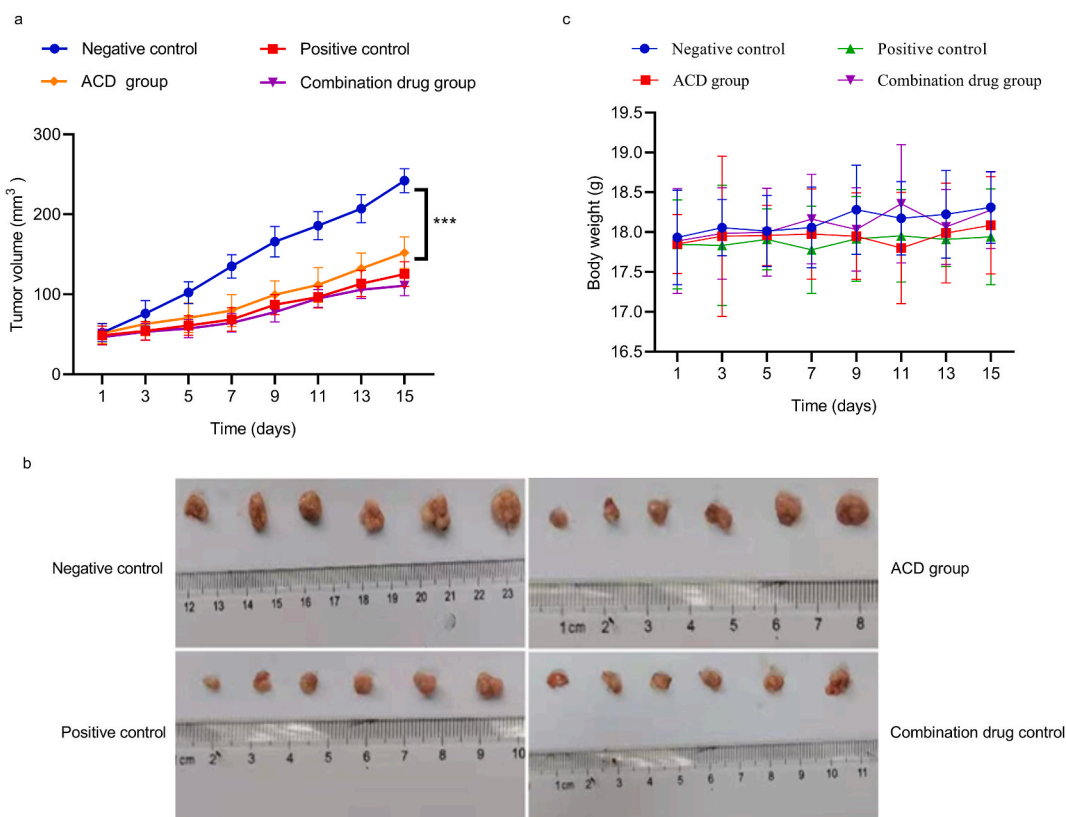 a
Negative control
Positive control
ACD group
Combination drug group
300
200
100
0
Tumor volume (mm³)
***
1 3 5 7 9 11 13 15
Time (days)
c
Negative control
Positive control
ACD group
Combination drug group
19.5
19.0
18.5
18.0
17.5
17.0
16.5
Body weight (g)
1 3 5 7 9 11 13 15
Time (days)
b
Negative control
12 13 14 15 16 17 18 19 20 21 22 23
ACD group
1cm 2 3 4 5 6 7 8
Positive control
1 2 3 4 5 6 7 8 9 10
Combination drug control
1cm 2 3 4 5 6 7 8 9 10 11